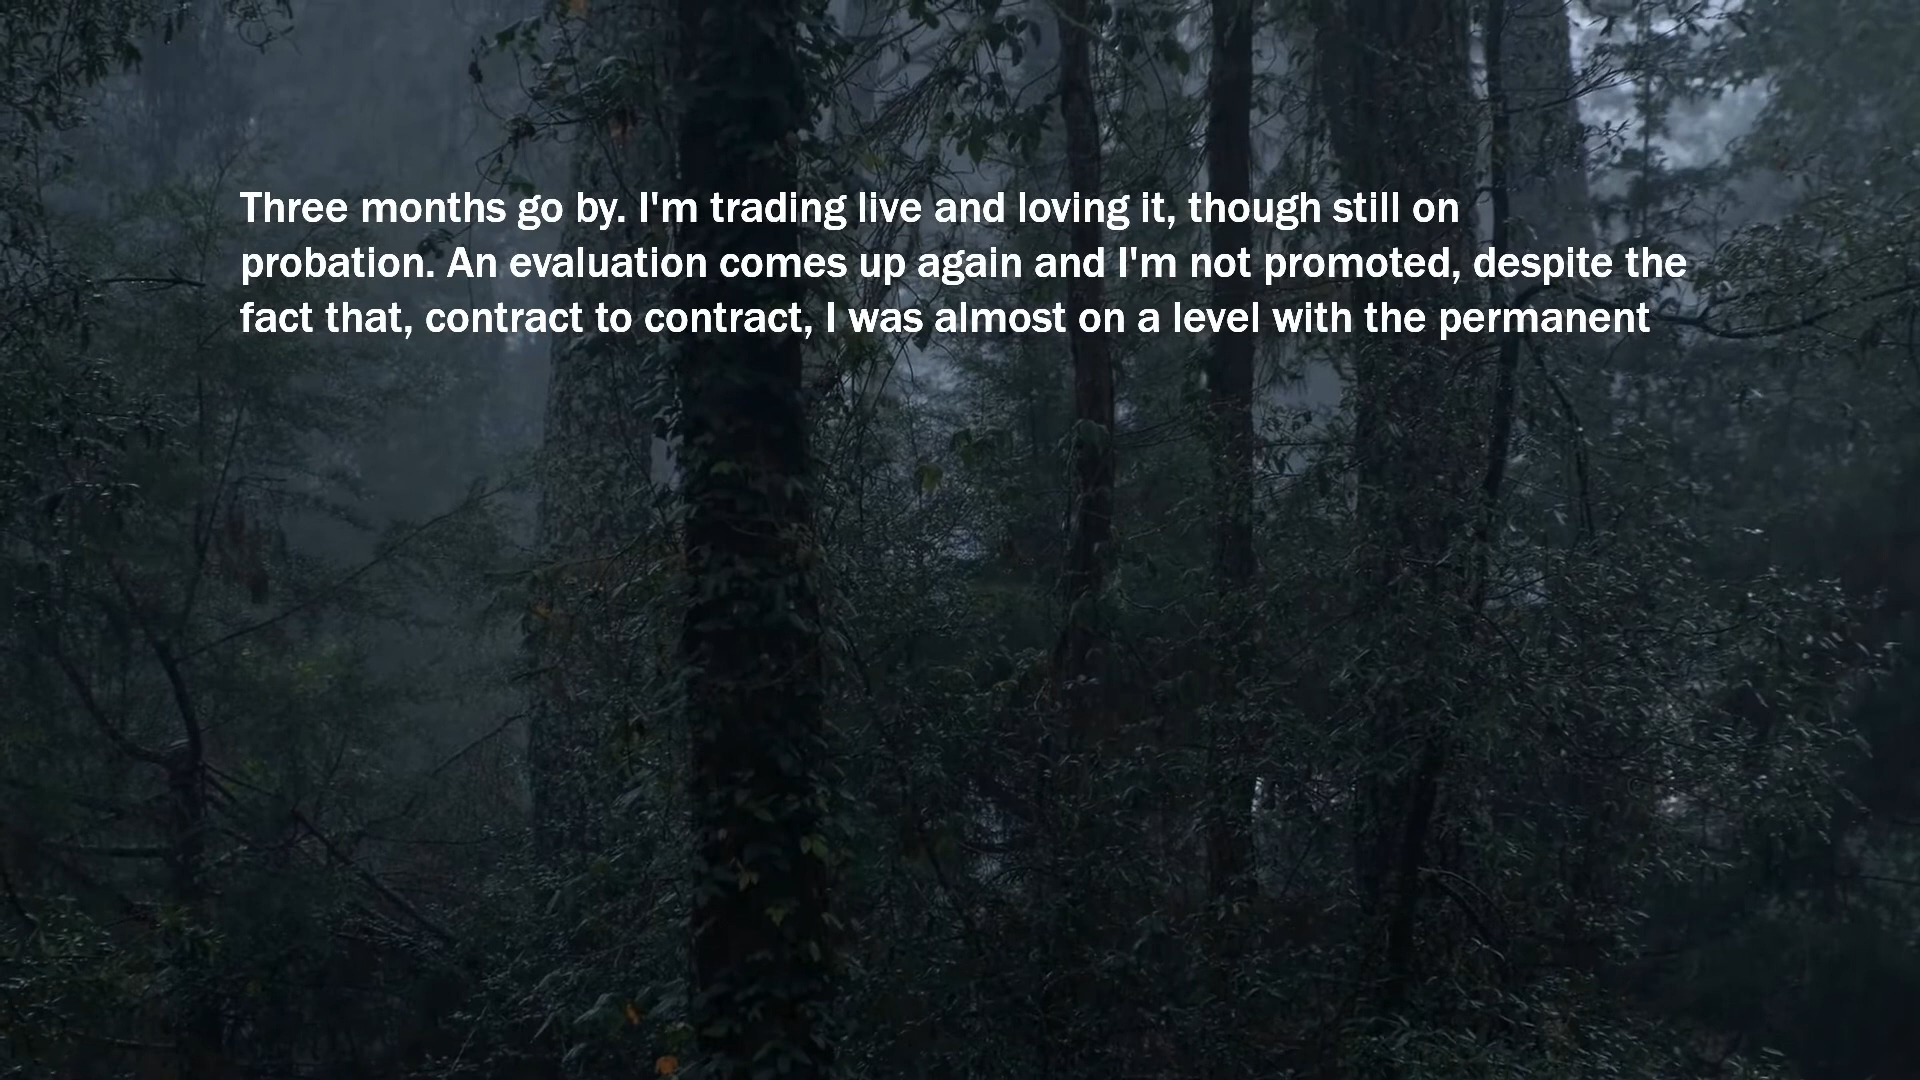 Three months go by. I'm trading live and loving it, though still on
probation. An evaluation comes up again and I'm not promoted, despite the
fact that, contract to contract, I was almost on a level with the permanent